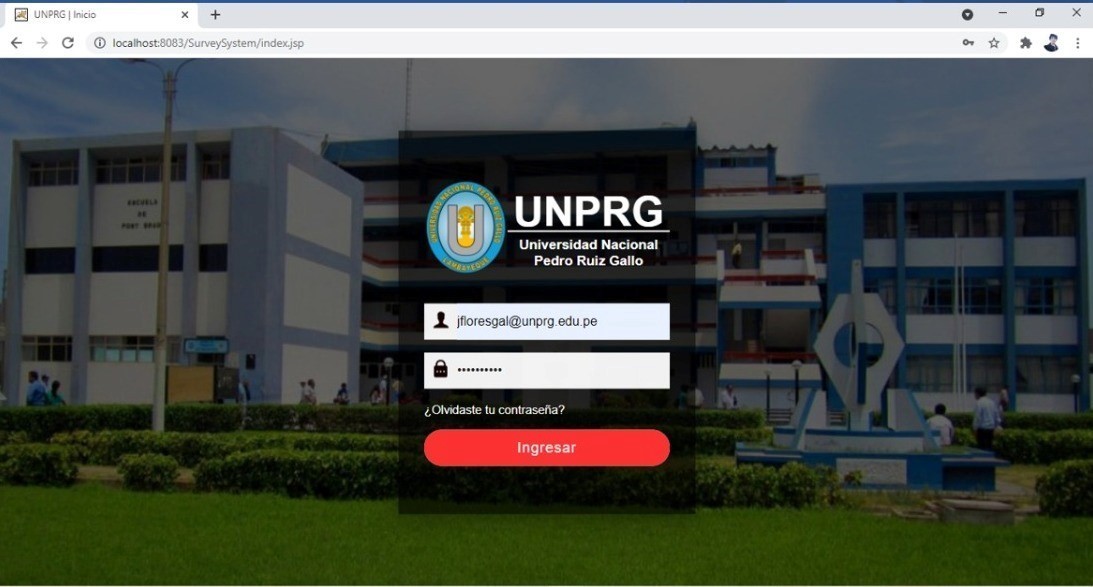 UNPRG | Inicio
localhost:8083/SurveySystem/index.jsp
ESCUELA
DE
POST
UNIVERSIDAD NACIONAL PEDRO RUIZ GALLO
LAMBAYEQUE
UNPRG
Universidad Nacional
Pedro Ruiz Gallo
jfloresgal@unprg.edu.pe
¿Olvidaste tu contraseña?
Ingresar